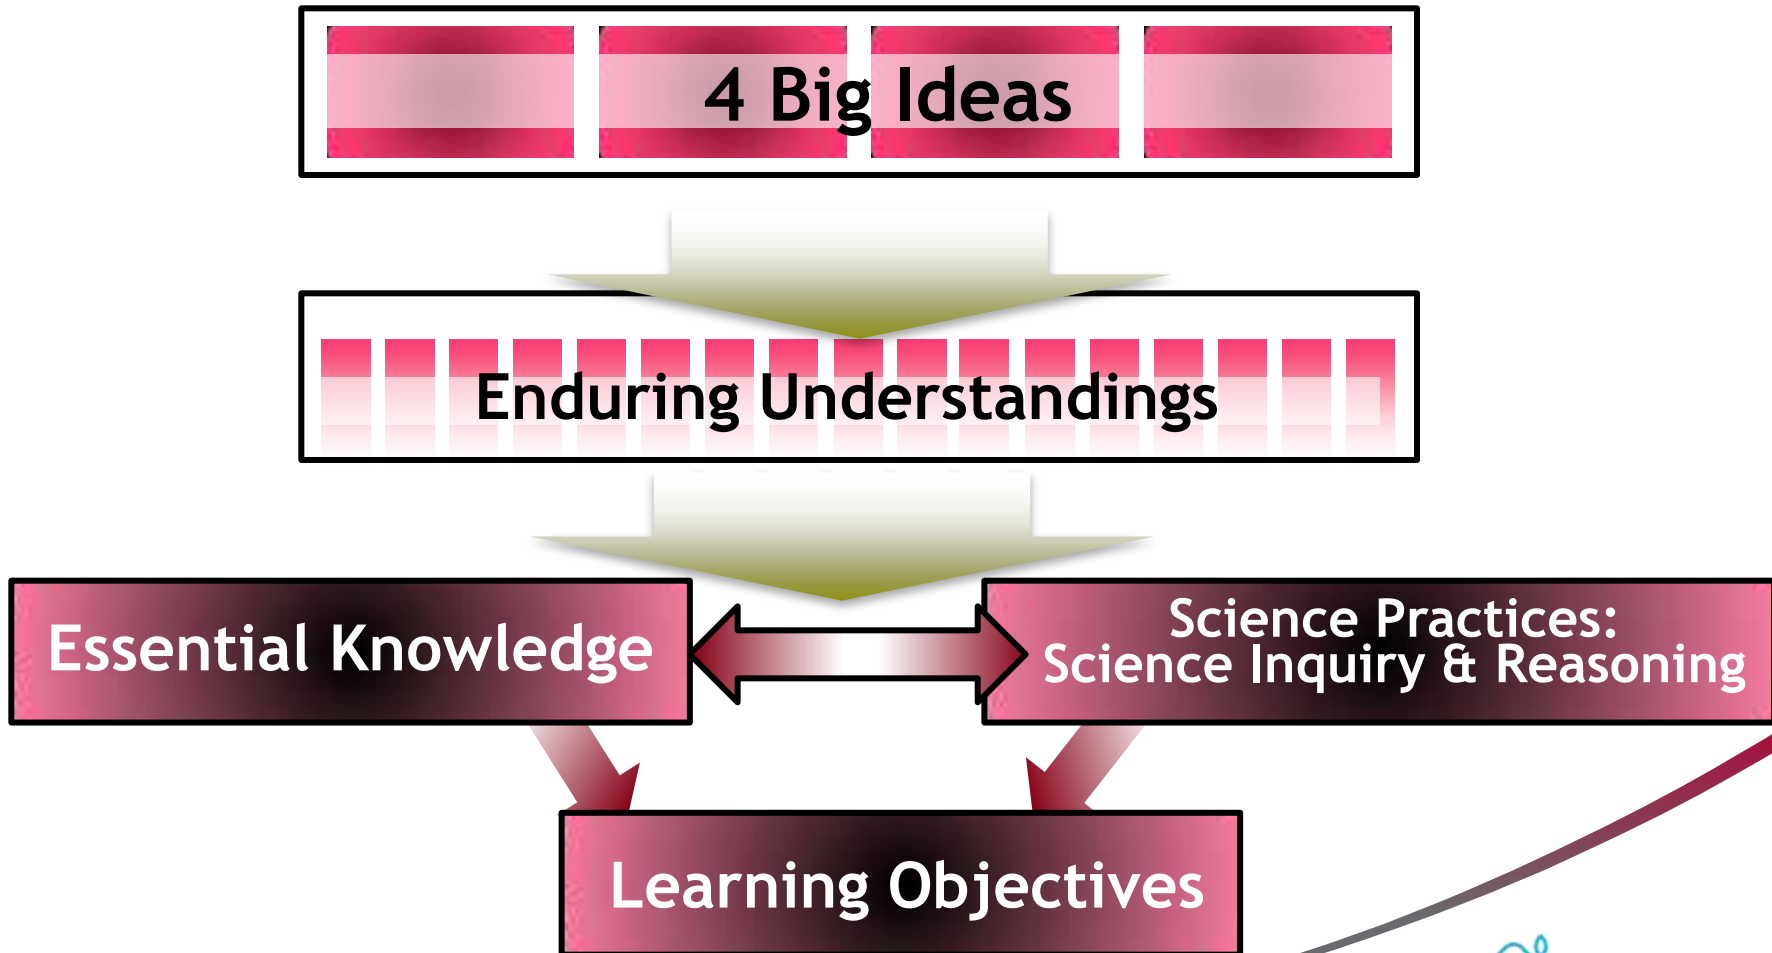 4 Big Ideas
Enduring Understandings
Essential Knowledge
Science Practices:
Science Inquiry & Reasoning
Learning Objectives